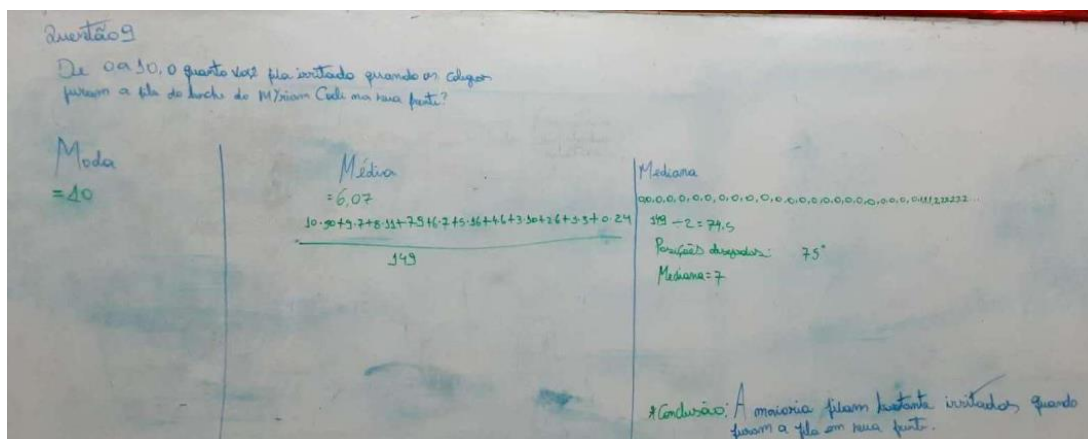 Questão 9
De 0 a 10, o quanto você fica irritado quando os colegas
furam a fila do lanche do Myriam Coeli na sua frente?
Moda
=10
Média
=6,07
149
Mediana
149 ÷ 2 = 74,5
Posições desejadas: 75°
Mediana = 7
*Conclusão: A maioria ficam bastante irritados quando
furam a fila em sua frente.